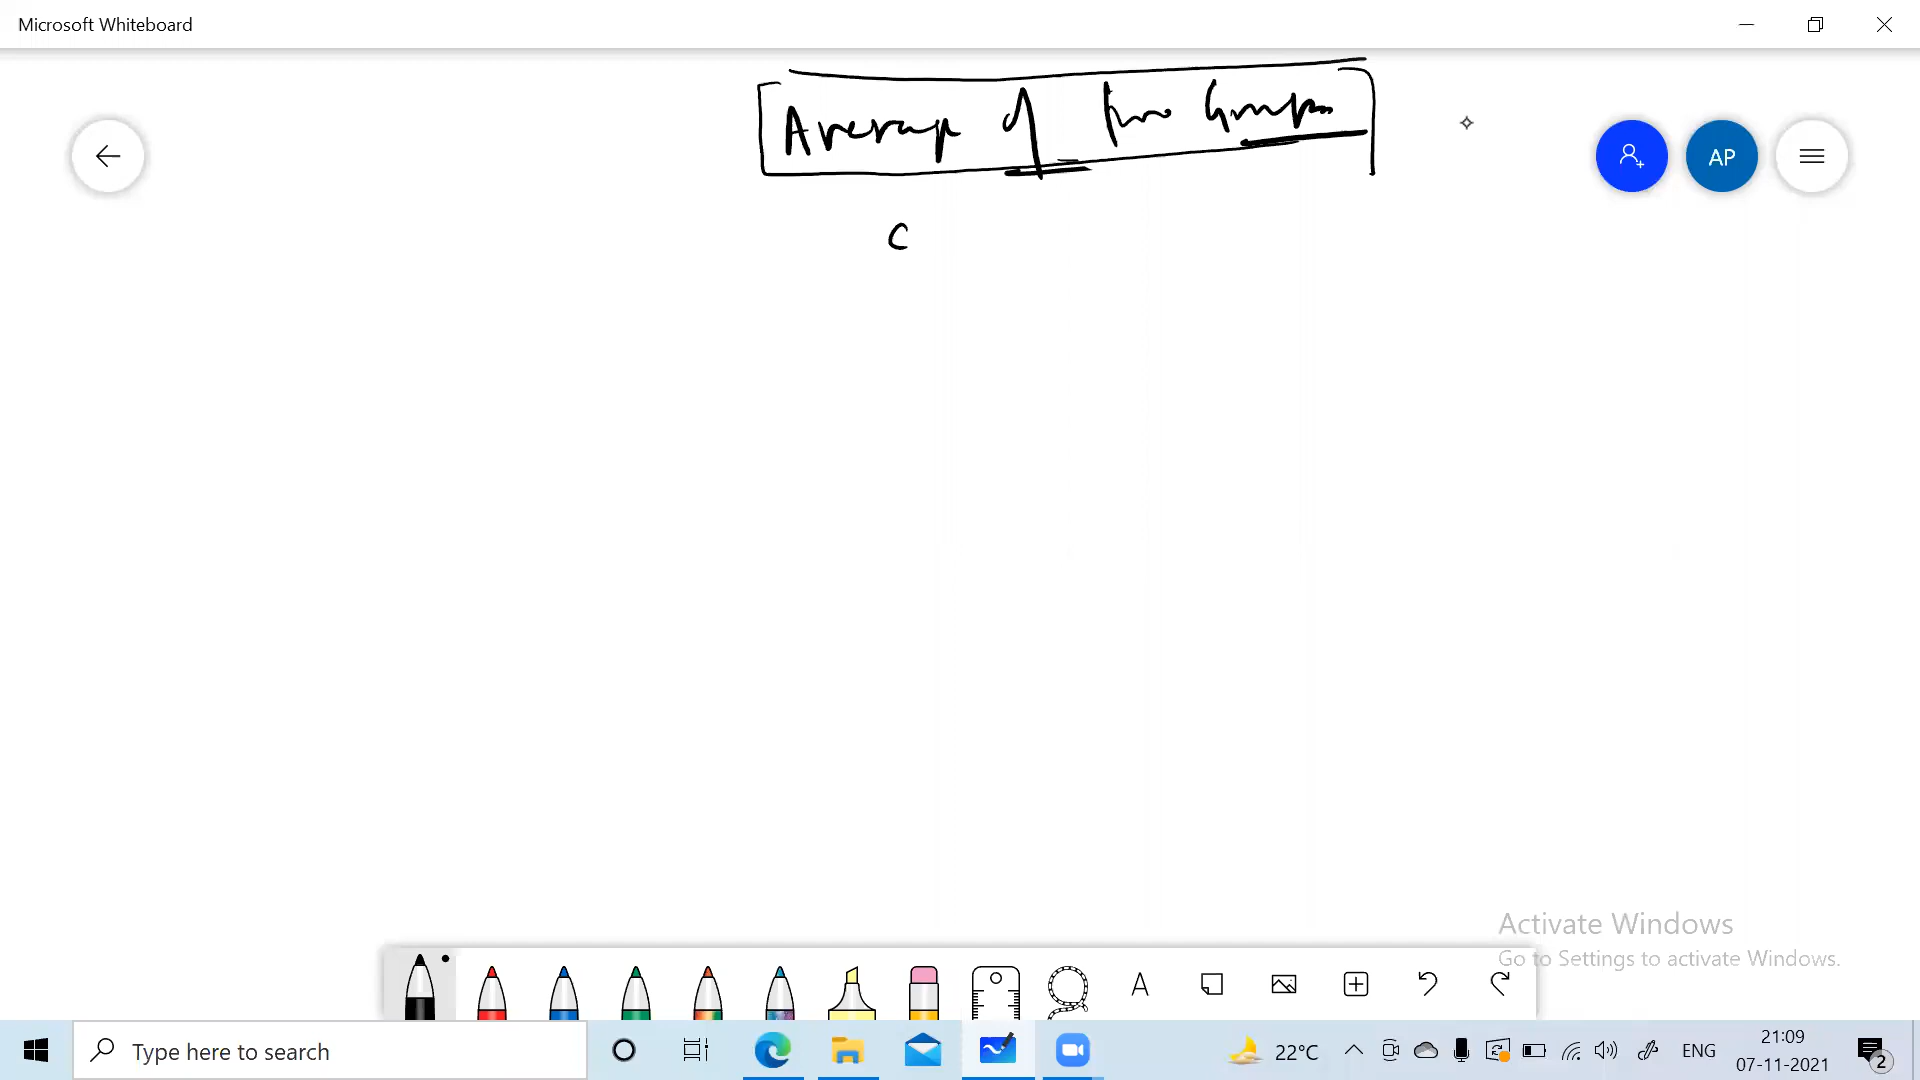 Microsoft Whiteboard
Average of two Groups
AP
C
Activate Windows
Go to Settings to activate Windows.
A
Type here to search
22°C
ENG
21:09
07-11-2021
2